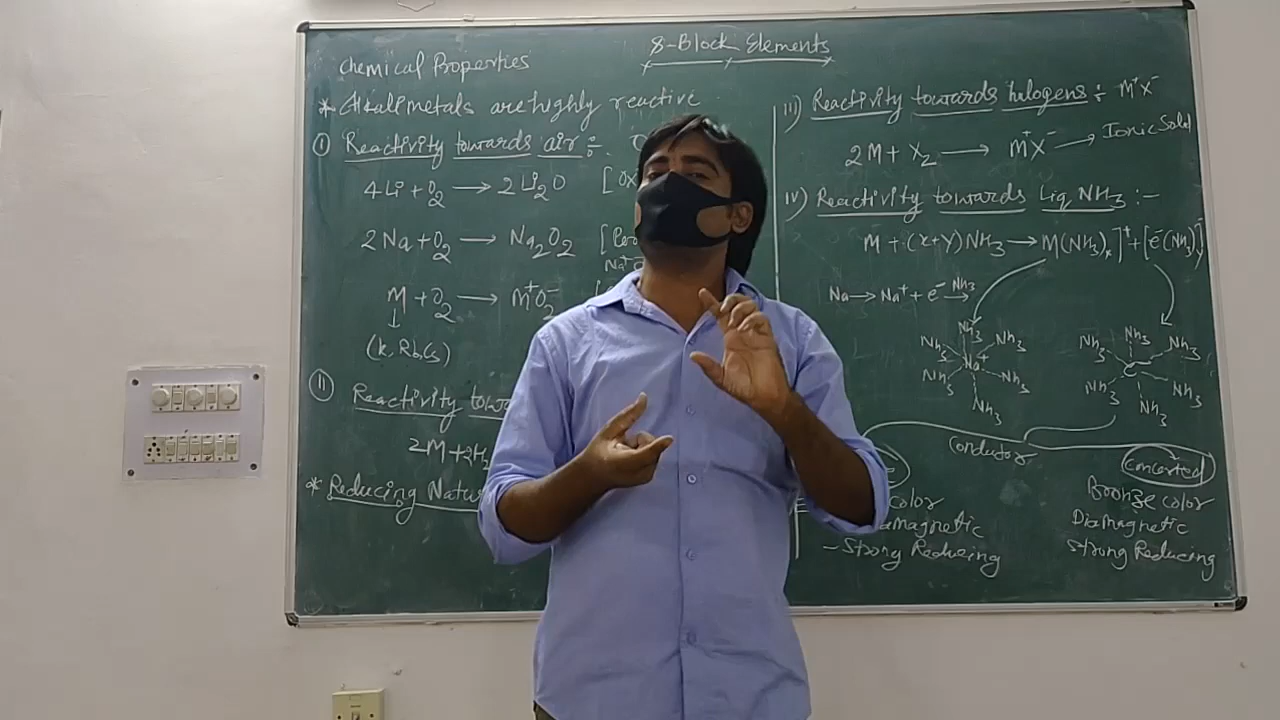 S-Block Elements
Chemical Properties
* Alkali metals are highly reactive
(I) Reactivity towards air :-
4Li + O₂ → 2Li₂O
2Na + O₂ → Na₂O₂
M + O₂ → M⁺O₂⁻
(K, Rb, Cs)
(II) Reactivity
2M + 2H₂
* Reducing
III) Reactivity towards halogens :- M⁺X⁻
2M + X₂ → M⁺X⁻ → Ionic Solid
IV) Reactivity towards Liq NH₃ :-
M + (x+y)NH₃ → M(NH₃)ₓ]⁺ + [e⁻(NH₃)y]⁻
Na → Na⁺ + e⁻ NH₃ →
NH₃ NH₃
NH₃ NH₃ NH₃ NH₃
Na⁺ e⁻
NH₃ NH₃ NH₃ NH₃
NH₃ NH₃
Conductor
Concerted
color Bronze color
amagnetic Diamagnetic
- Strong Reducing Strong Reducing